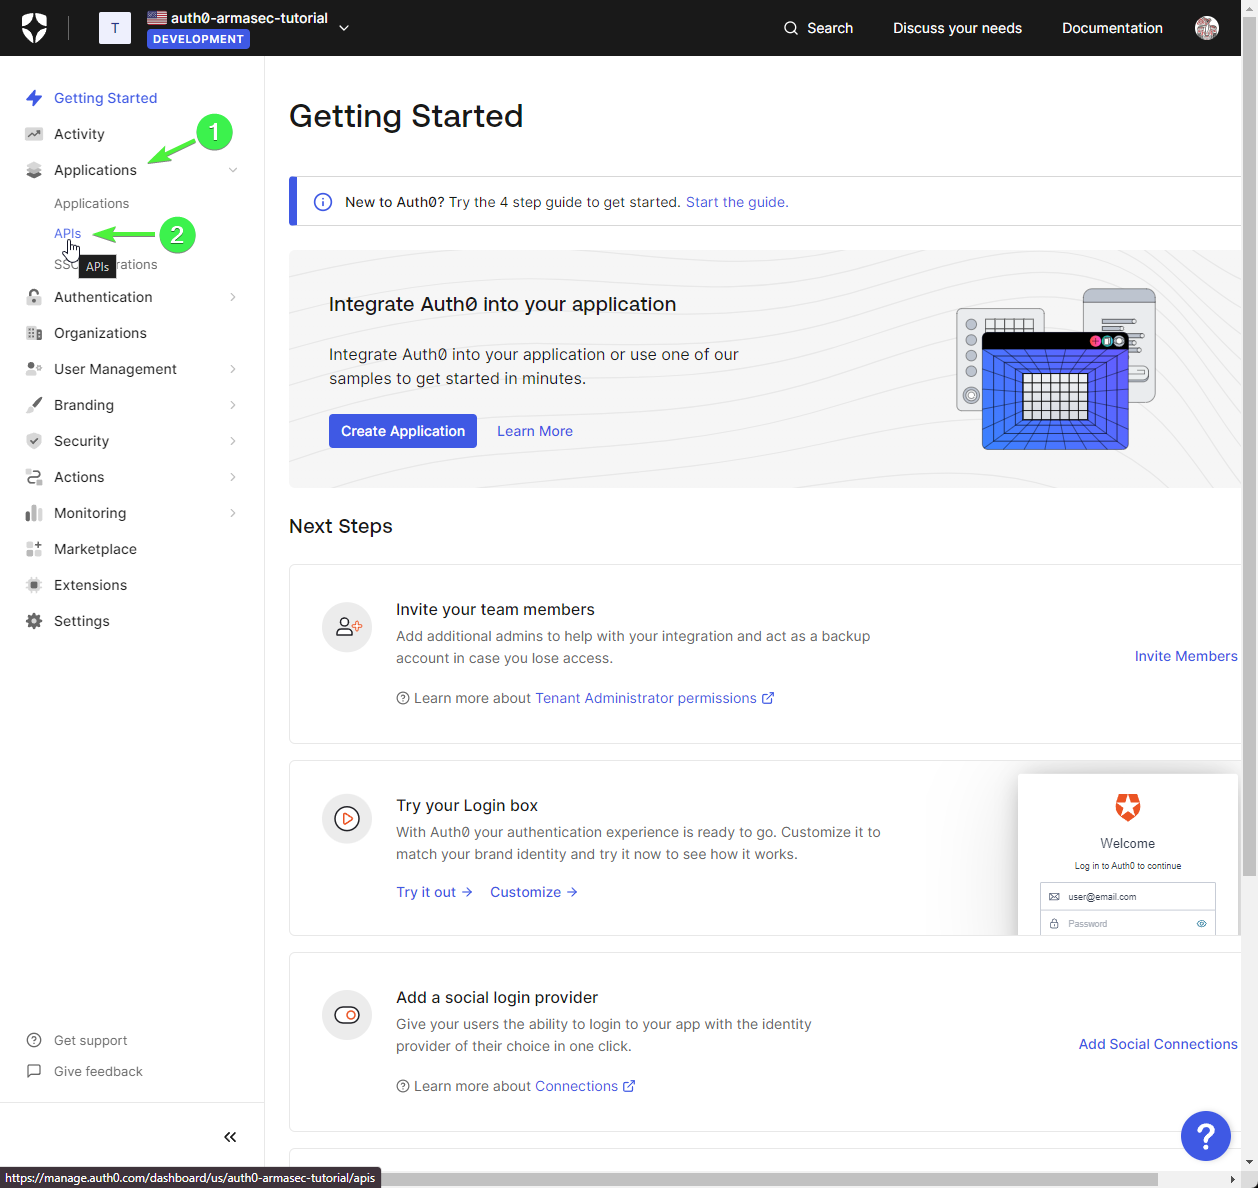 T
auth0-armasec-tutorial
DEVELOPMENT
Search
Discuss your needs
Documentation
Getting Started
Activity
1
Applications
Applications
APIs
2
APIs
Authentication
Organizations
User Management
Branding
Security
Actions
Monitoring
Marketplace
Extensions
Settings
Get support
Give feedback
Getting Started
New to Auth0? Try the 4 step guide to get started. Start the guide.
Integrate Auth0 into your application
Integrate Auth0 into your application or use one of our
samples to get started in minutes.
Create Application
Learn More
Next Steps
Invite your team members
Add additional admins to help with your integration and act as a backup
account in case you lose access.
Learn more about Tenant Administrator permissions
Invite Members
Try your Login box
With Auth0 your authentication experience is ready to go. Customize it to
match your brand identity and try it now to see how it works.
Try it out → Customize →
Welcome
Log in to Auth0 to continue
user@email.com
Password
Add a social login provider
Give your users the ability to login to your app with the identity
provider of their choice in one click.
Learn more about Connections
Add Social Connections
?
https://manage.auth0.com/dashboard/us/auth0-armasec-tutorial/apis